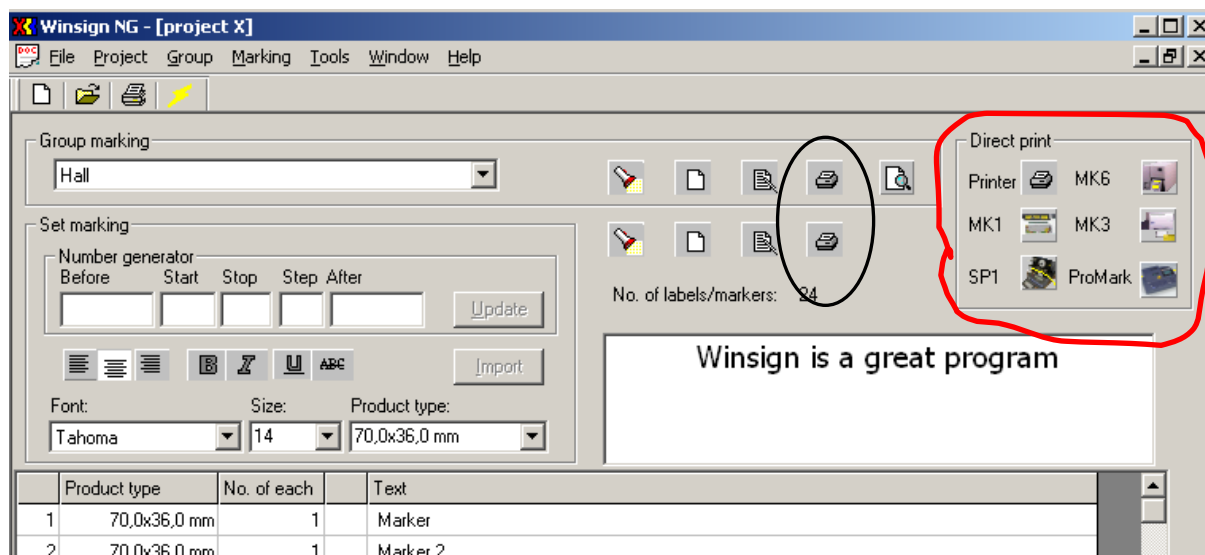 Winsign NG - [project X]
File Project Group Marking Tools Window Help
Group marking
Hall
Direct print
Printer MK6
MK1 MK3
SP1 ProMark
Set marking
Number generator
Before Start Stop Step After
Update
No. of labels/markers: 24
B I U ABC
Import
Font: Size: Product type:
Tahoma 14 70,0x36,0 mm
Winsign is a great program
Product type No. of each Text
1 70,0x36,0 mm 1 Marker
2 70,0x36,0 mm 1 Marker 2